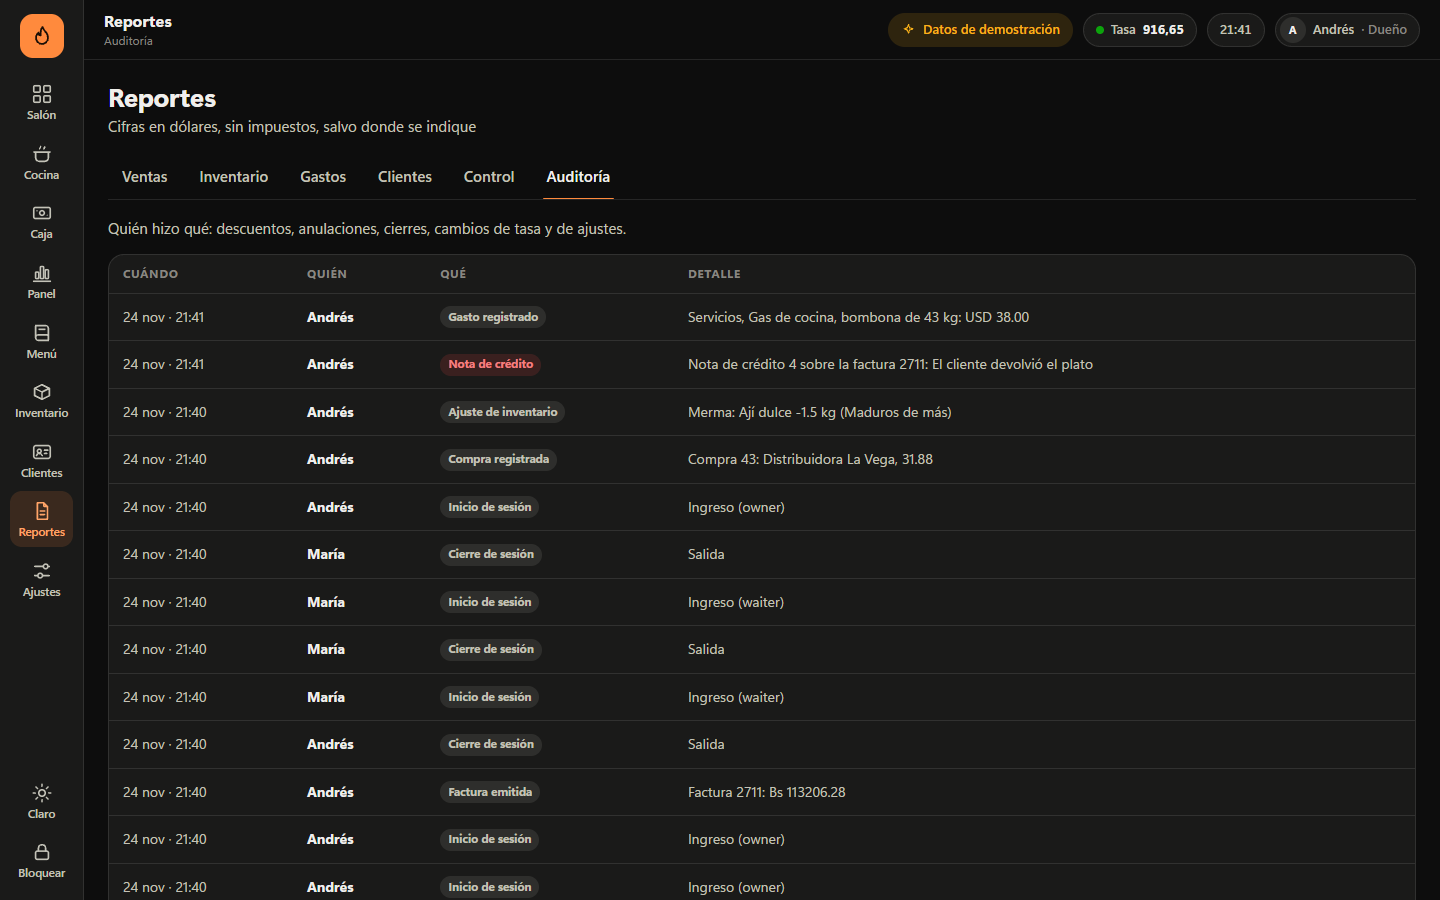 Reportes
Auditoría
Datos de demostración
Tasa 916,65
21:41
A Andrés · Dueño
Salón
Cocina
Caja
Panel
Menú
Inventario
Clientes
Reportes
Ajustes
Claro
Bloquear
Reportes
Cifras en dólares, sin impuestos, salvo donde se indique
Ventas Inventario Gastos Clientes Control Auditoría
Quién hizo qué: descuentos, anulaciones, cierres, cambios de tasa y de ajustes.
CUÁNDO QUIÉN QUÉ DETALLE
24 nov · 21:41 Andrés Gasto registrado Servicios, Gas de cocina, bombona de 43 kg: USD 38.00
24 nov · 21:41 Andrés Nota de crédito Nota de crédito 4 sobre la factura 2711: El cliente devolvió el plato
24 nov · 21:40 Andrés Ajuste de inventario Merma: Ají dulce -1.5 kg (Maduros de más)
24 nov · 21:40 Andrés Compra registrada Compra 43: Distribuidora La Vega, 31.88
24 nov · 21:40 Andrés Inicio de sesión Ingreso (owner)
24 nov · 21:40 María Cierre de sesión Salida
24 nov · 21:40 María Inicio de sesión Ingreso (waiter)
24 nov · 21:40 María Cierre de sesión Salida
24 nov · 21:40 María Inicio de sesión Ingreso (waiter)
24 nov · 21:40 Andrés Cierre de sesión Salida
24 nov · 21:40 Andrés Factura emitida Factura 2711: Bs 113206.28
24 nov · 21:40 Andrés Inicio de sesión Ingreso (owner)
24 nov · 21:40 Andrés Inicio de sesión Ingreso (owner)